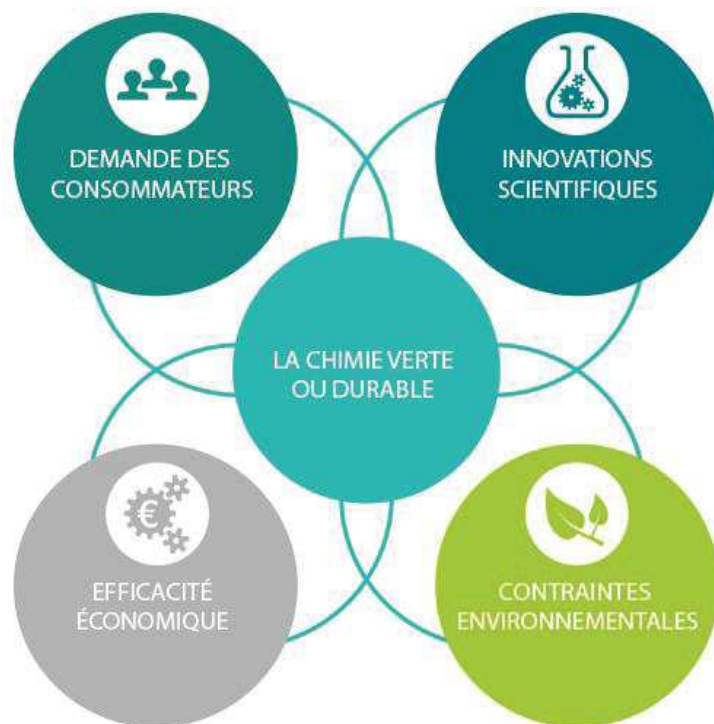 DEMANDE DES
CONSOMMATEURS
INNOVATIONS
SCIENTIFIQUES
LA CHIMIE VERTE
OU DURABLE
€
EFFICACITÉ
ÉCONOMIQUE
CONTRAINTES
ENVIRONNEMENTALES